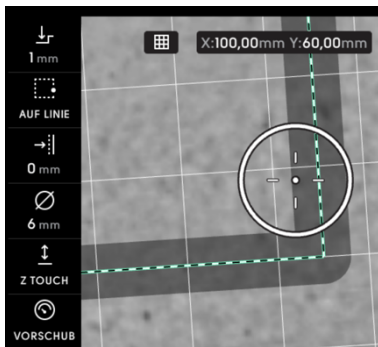 X:100,00mm Y:60,00mm
1 mm
AUF LINIE
0 mm
6 mm
Z TOUCH
VORSCHUB